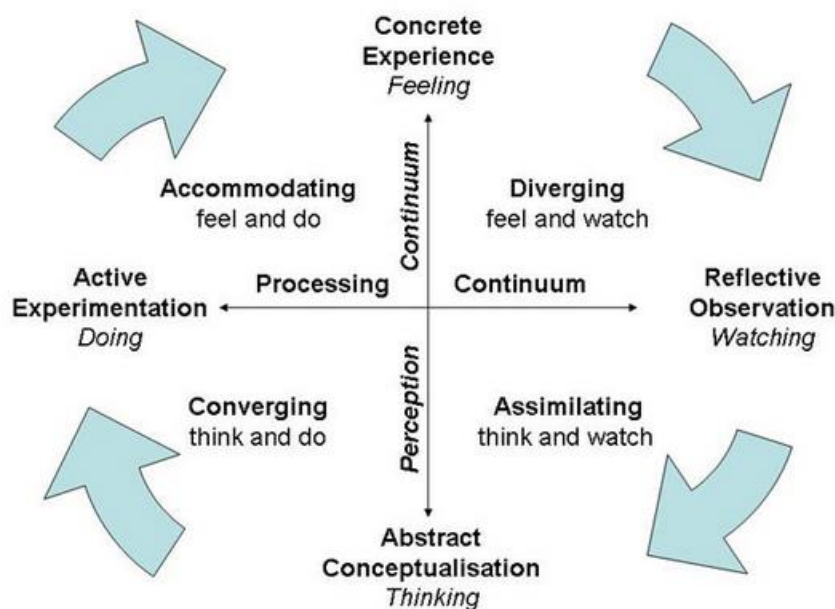 Concrete
Experience
Feeling
Accommodating
feel and do
Continuum
Diverging
feel and watch
Active
Experimentation
Doing
Processing
Continuum
Reflective
Observation
Watching
Converging
think and do
Perception
Assimilating
think and watch
Abstract
Conceptualisation
Thinking